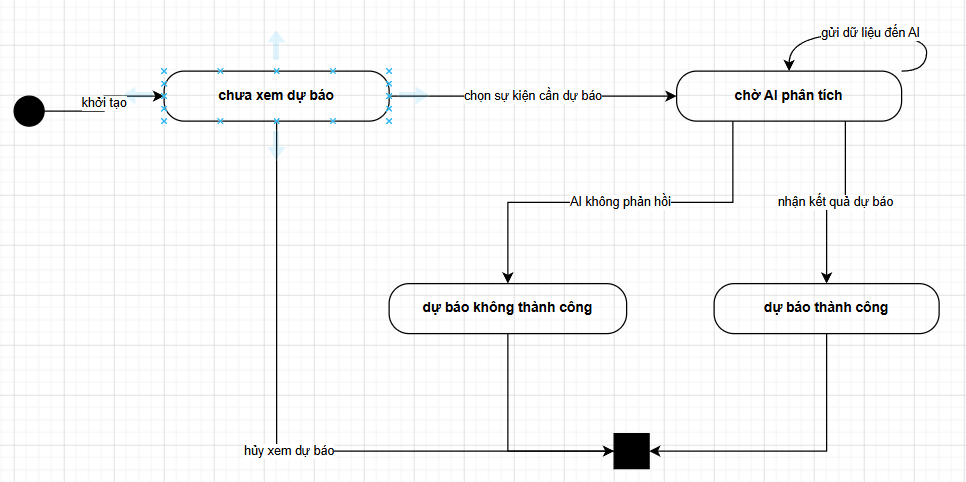 gửi dữ liệu đến AI
khởi tạo
chưa xem dự báo
chọn sự kiện cần dự báo
chờ AI phân tích
AI không phản hồi
nhận kết quả dự báo
dự báo không thành công
dự báo thành công
hủy xem dự báo